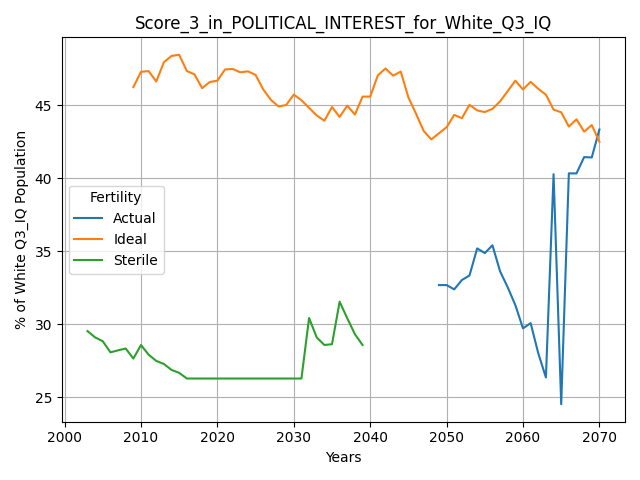 Score_3_in_POLITICAL_INTEREST_for_White_Q3_IQ
% of White Q3_IQ Population
45
40
35
30
25
Fertility
Actual
Ideal
Sterile
2000 2010 2020 2030 2040 2050 2060 2070
Years